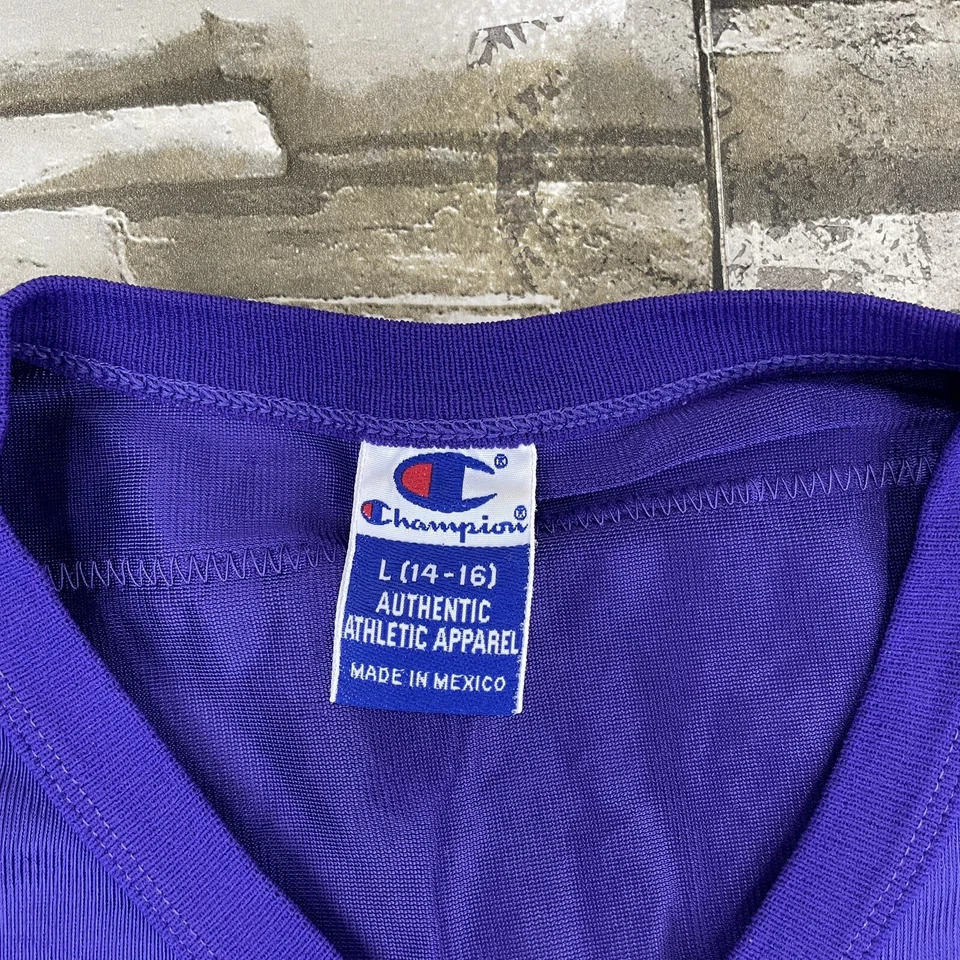 ®
Champion®
L (14-16)
AUTHENTIC
ATHLETIC APPAREL
MADE IN MEXICO